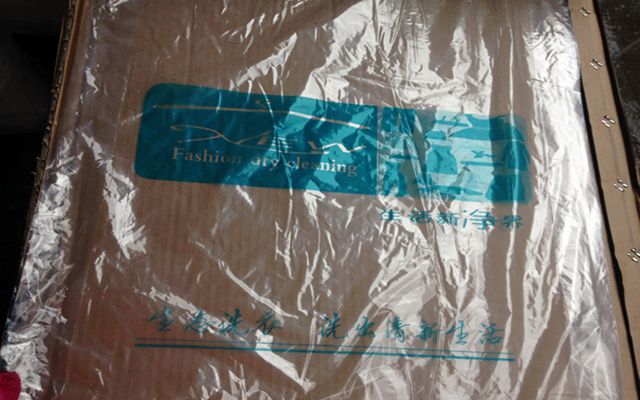 Fashion dry cleaning
生活新净界
生态洗衣 洗出清新生活